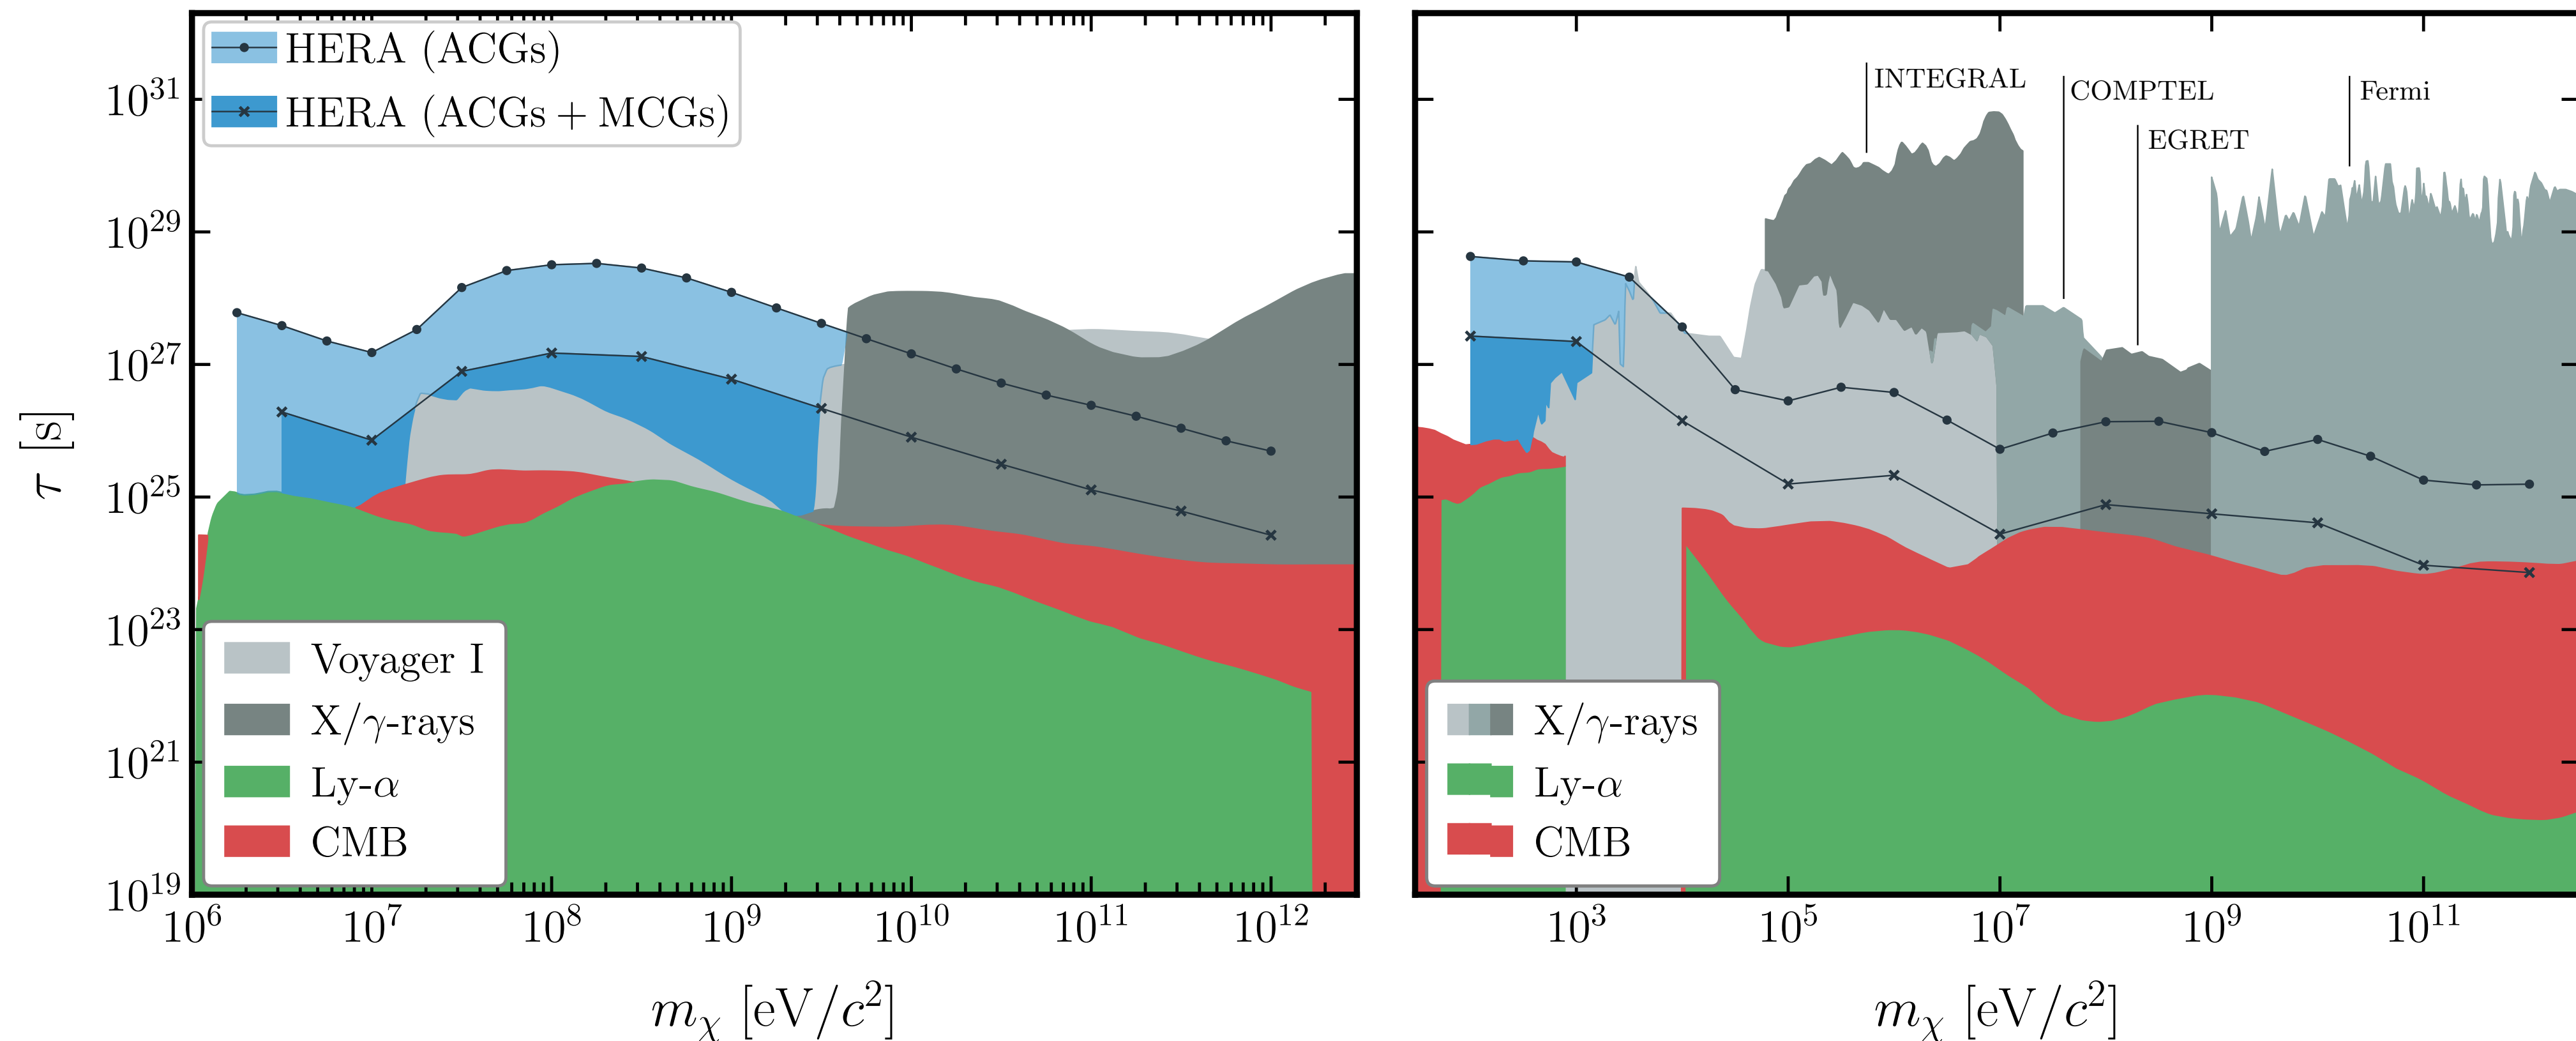 HERA (ACGs)
HERA (ACGs + MCGs)
10^31
10^29
10^27
10^25
10^23
10^21
10^19
τ [s]
Voyager I
X/γ-rays
Ly-α
CMB
10^6 10^7 10^8 10^9 10^10 10^11 10^12
m_χ [eV/c^2]
INTEGRAL
COMPTEL
Fermi
EGRET
X/γ-rays
Ly-α
CMB
10^3 10^5 10^7 10^9 10^11
m_χ [eV/c^2]